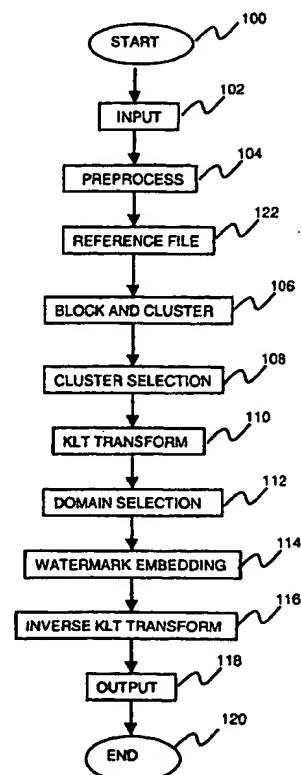 100
START
102
INPUT
104
PREPROCESS
122
REFERENCE FILE
106
BLOCK AND CLUSTER
108
CLUSTER SELECTION
110
KLT TRANSFORM
112
DOMAIN SELECTION
114
WATERMARK EMBEDDING
116
INVERSE KLT TRANSFORM
118
OUTPUT
120
END